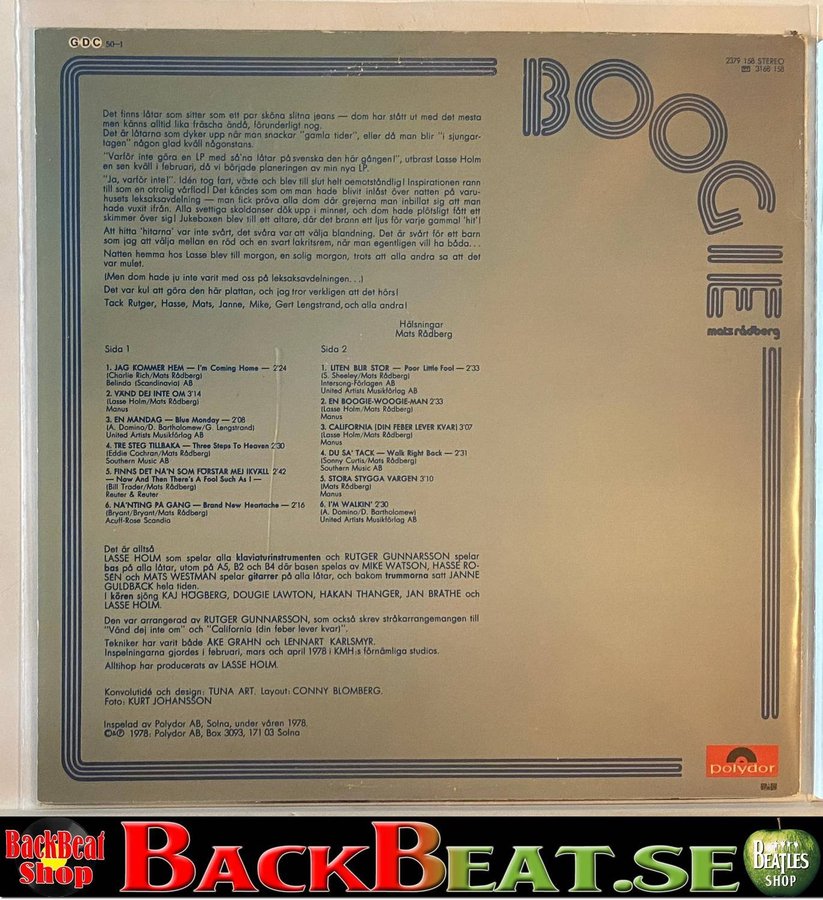 GDC 50-1
2379 158 STEREO
3168 158
BOOGIE
mats rådberg
Det finns låtar som sitter som ett par sköna slitna jeans — dom har stått ut med det mesta
men känns alltid lika fräscha ändå, förunderligt nog.
Det är låtarna som dyker upp när man snackar "gamla tider", eller då man blir "i sjungar-
tagen" någon glad kväll någonstans.
"Varför inte göra en LP med så'na låtar på svenska den här gången!", utbrast Lasse Holm
en sen kväll i februari, då vi började planeringen av min nya LP.
"Ja, varför inte!". Idén tog fart, växte och blev till slut helt oemotståndlig! Inspirationen rann
till som en otrolig vårflod! Det kändes som om man hade blivit inlåst över natten på varu-
husets leksaksavdelning — man fick pröva alla dom där grejerna man inbillat sig att man
hade vuxit ifrån. Alla svettiga skoldanser dök upp i minnet, och dom hade plötsligt fått ett
skimmer över sig! Jukeboxen blev till ett altare, där det brann ett ljus för varje gammal 'hit'!
Att hitta 'hitarna' var inte svårt, det svåra var att välja blandning. Det är svårt för ett barn
som jag att välja mellan en röd och en svart lakritsrem, när man egentligen vill ha båda...
Natten hemma hos Lasse blev till morgon, en solig morgon, trots att alla andra sa att det
var mulet.
(Men dom hade ju inte varit med oss på leksaksavdelningen...)
Det var kul att göra den här plattan, och jag tror verkligen att det hörs!
Tack Rutger, Hasse, Mats, Janne, Mike, Gert Lengstrand, och alla andra!
Hälsningar
Mats Rådberg
Sida 1
1. JAG KOMMER HEM — I'm Coming Home — 2'24
(Charlie Rich/Mats Rådberg)
Belinda (Scandinavia) AB
2. VÄND DEJ INTE OM 3'14
(Lasse Holm/Mats Rådberg)
Manus
3. EN MÅNDAG — Blue Monday — 2'08
(A. Domino/D. Bartholomew/G. Lengstrand)
United Artists Musikförlag AB
4. TRE STEG TILLBAKA — Three Steps To Heaven 2'30
(Eddie Cochran/Mats Rådberg)
Southern Music AB
5. FINNS DET NÅ'N SOM FÖRSTÅR MEJ IKVÄLL 2'42
— Now And Then There's A Fool Such As I —
(Bill Trader/Mats Rådberg)
Reuter & Reuter
6. NÅ'NTING PÅ GÅNG — Brand New Heartache — 2'16
(Bryant/Bryant/Mats Rådberg)
Acuff-Rose Scandia
Sida 2
1. LITEN BLIR STOR — Poor Little Fool — 2'33
(S. Sheeley/Mats Rådberg)
Intersong-Förlagen AB
United Artists Musikförlag AB
2. EN BOOGIE-WOOGIE-MAN 2'33
(Lasse Holm/Mats Rådberg)
Manus
3. CALIFORNIA (DIN FEBER LEVER KVAR) 3'07
(Lasse Holm/Mats Rådberg)
Manus
4. DU SA' TACK — Walk Right Back — 2'31
(Sonny Curtis/Mats Rådberg)
Southern Music AB
5. STORA STYGGA VARGEN 3'10
(Mats Rådberg)
Manus
6. I'M WALKIN' 2'30
(A. Domino/D. Bartholomew)
United Artists Musikförlag AB
Det är alltså
LASSE HOLM som spelar alla klaviaturinstrumenten och RUTGER GUNNARSSON spelar
bas på alla låtar, utom på A5, B2 och B4 där basen spelas av MIKE WATSON, HASSE RO-
SÉN och MATS WESTMAN spelar gitarrer på alla låtar, och bakom trummorna satt JANNE
GULDBÄCK hela tiden.
I kören sjöng KAJ HÖGBERG, DOUGIE LAWTON, HÅKAN THANGER, JAN BRÅTHE och
LASSE HOLM.
Den var arrangerad av RUTGER GUNNARSSON, som också skrev stråkarrangemangen till
"Vänd dej inte om" och "California (din feber lever kvar)".
Tekniker har varit både ÅKE GRAHN och LENNART KARLSMYR.
Inspelningarna gjordes i februari, mars och april 1978 i KMH:s förnämliga studios.
Alltihop har producerats av LASSE HOLM.
Konvolutidé och design: TUNA ART. Layout: CONNY BLOMBERG.
Foto: KURT JOHANSSON
Inspelad av Polydor AB, Solna, under våren 1978.
©&℗ 1978: Polydor AB, Box 3093, 171 03 Solna
Polydor
BackBeat Shop
BACKBEAT.SE
BEATLES SHOP